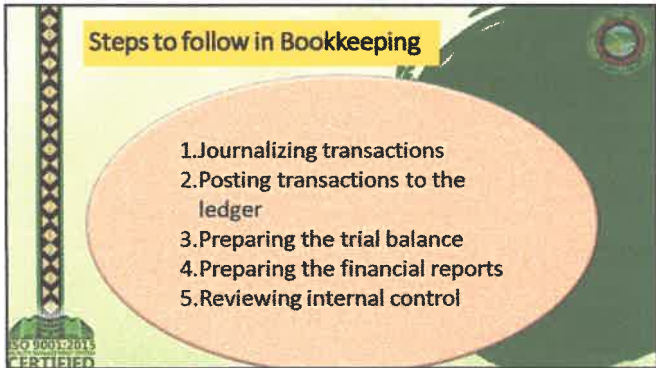 Steps to follow in Bookkeeping
1.Journalizing transactions
2.Posting transactions to the
ledger
3.Preparing the trial balance
4.Preparing the financial reports
5.Reviewing internal control
ISO 9001:2015
CERTIFIED